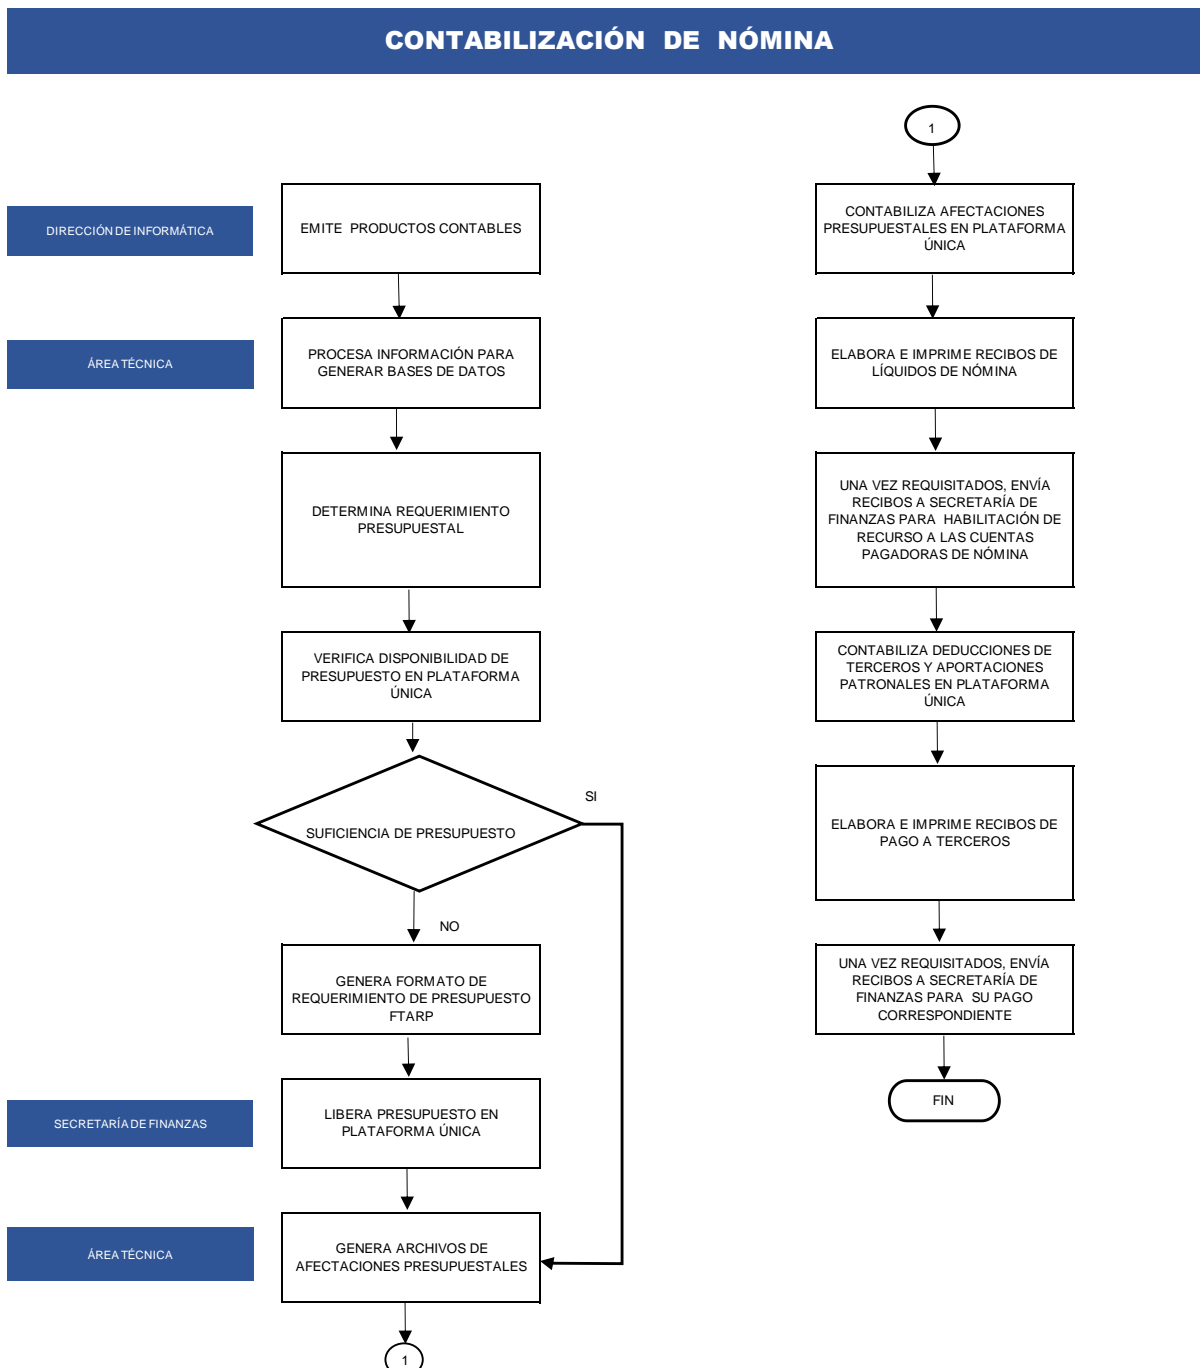 CONTABILIZACIÓN DE NÓMINA
DIRECCIÓN DE INFORMÁTICA
EMITE PRODUCTOS CONTABLES
ÁREA TÉCNICA
PROCESA INFORMACIÓN PARA
GENERAR BASES DE DATOS
DETERMINA REQUERIMIENTO
PRESUPUESTAL
VERIFICA DISPONIBILIDAD DE
PRESUPUESTO EN PLATAFORMA
ÚNICA
SUFICIENCIA DE PRESUPUESTO
SI
NO
GENERA FORMATO DE
REQUERIMIENTO DE PRESUPUESTO
FTARP
SECRETARÍA DE FINANZAS
LIBERA PRESUPUESTO EN
PLATAFORMA ÚNICA
ÁREA TÉCNICA
GENERA ARCHIVOS DE
AFECTACIONES PRESUPUESTALES
1
1
CONTABILIZA AFECTACIONES
PRESUPUESTALES EN PLATAFORMA
ÚNICA
ELABORA E IMPRIME RECIBOS DE
LÍQUIDOS DE NÓMINA
UNA VEZ REQUISITADOS, ENVÍA
RECIBOS A SECRETARÍA DE
FINANZAS PARA HABILITACIÓN DE
RECURSO A LAS CUENTAS
PAGADORAS DE NÓMINA
CONTABILIZA DEDUCCIONES DE
TERCEROS Y APORTACIONES
PATRONALES EN PLATAFORMA
ÚNICA
ELABORA E IMPRIME RECIBOS DE
PAGO A TERCEROS
UNA VEZ REQUISITADOS, ENVÍA
RECIBOS A SECRETARÍA DE
FINANZAS PARA SU PAGO
CORRESPONDIENTE
FIN